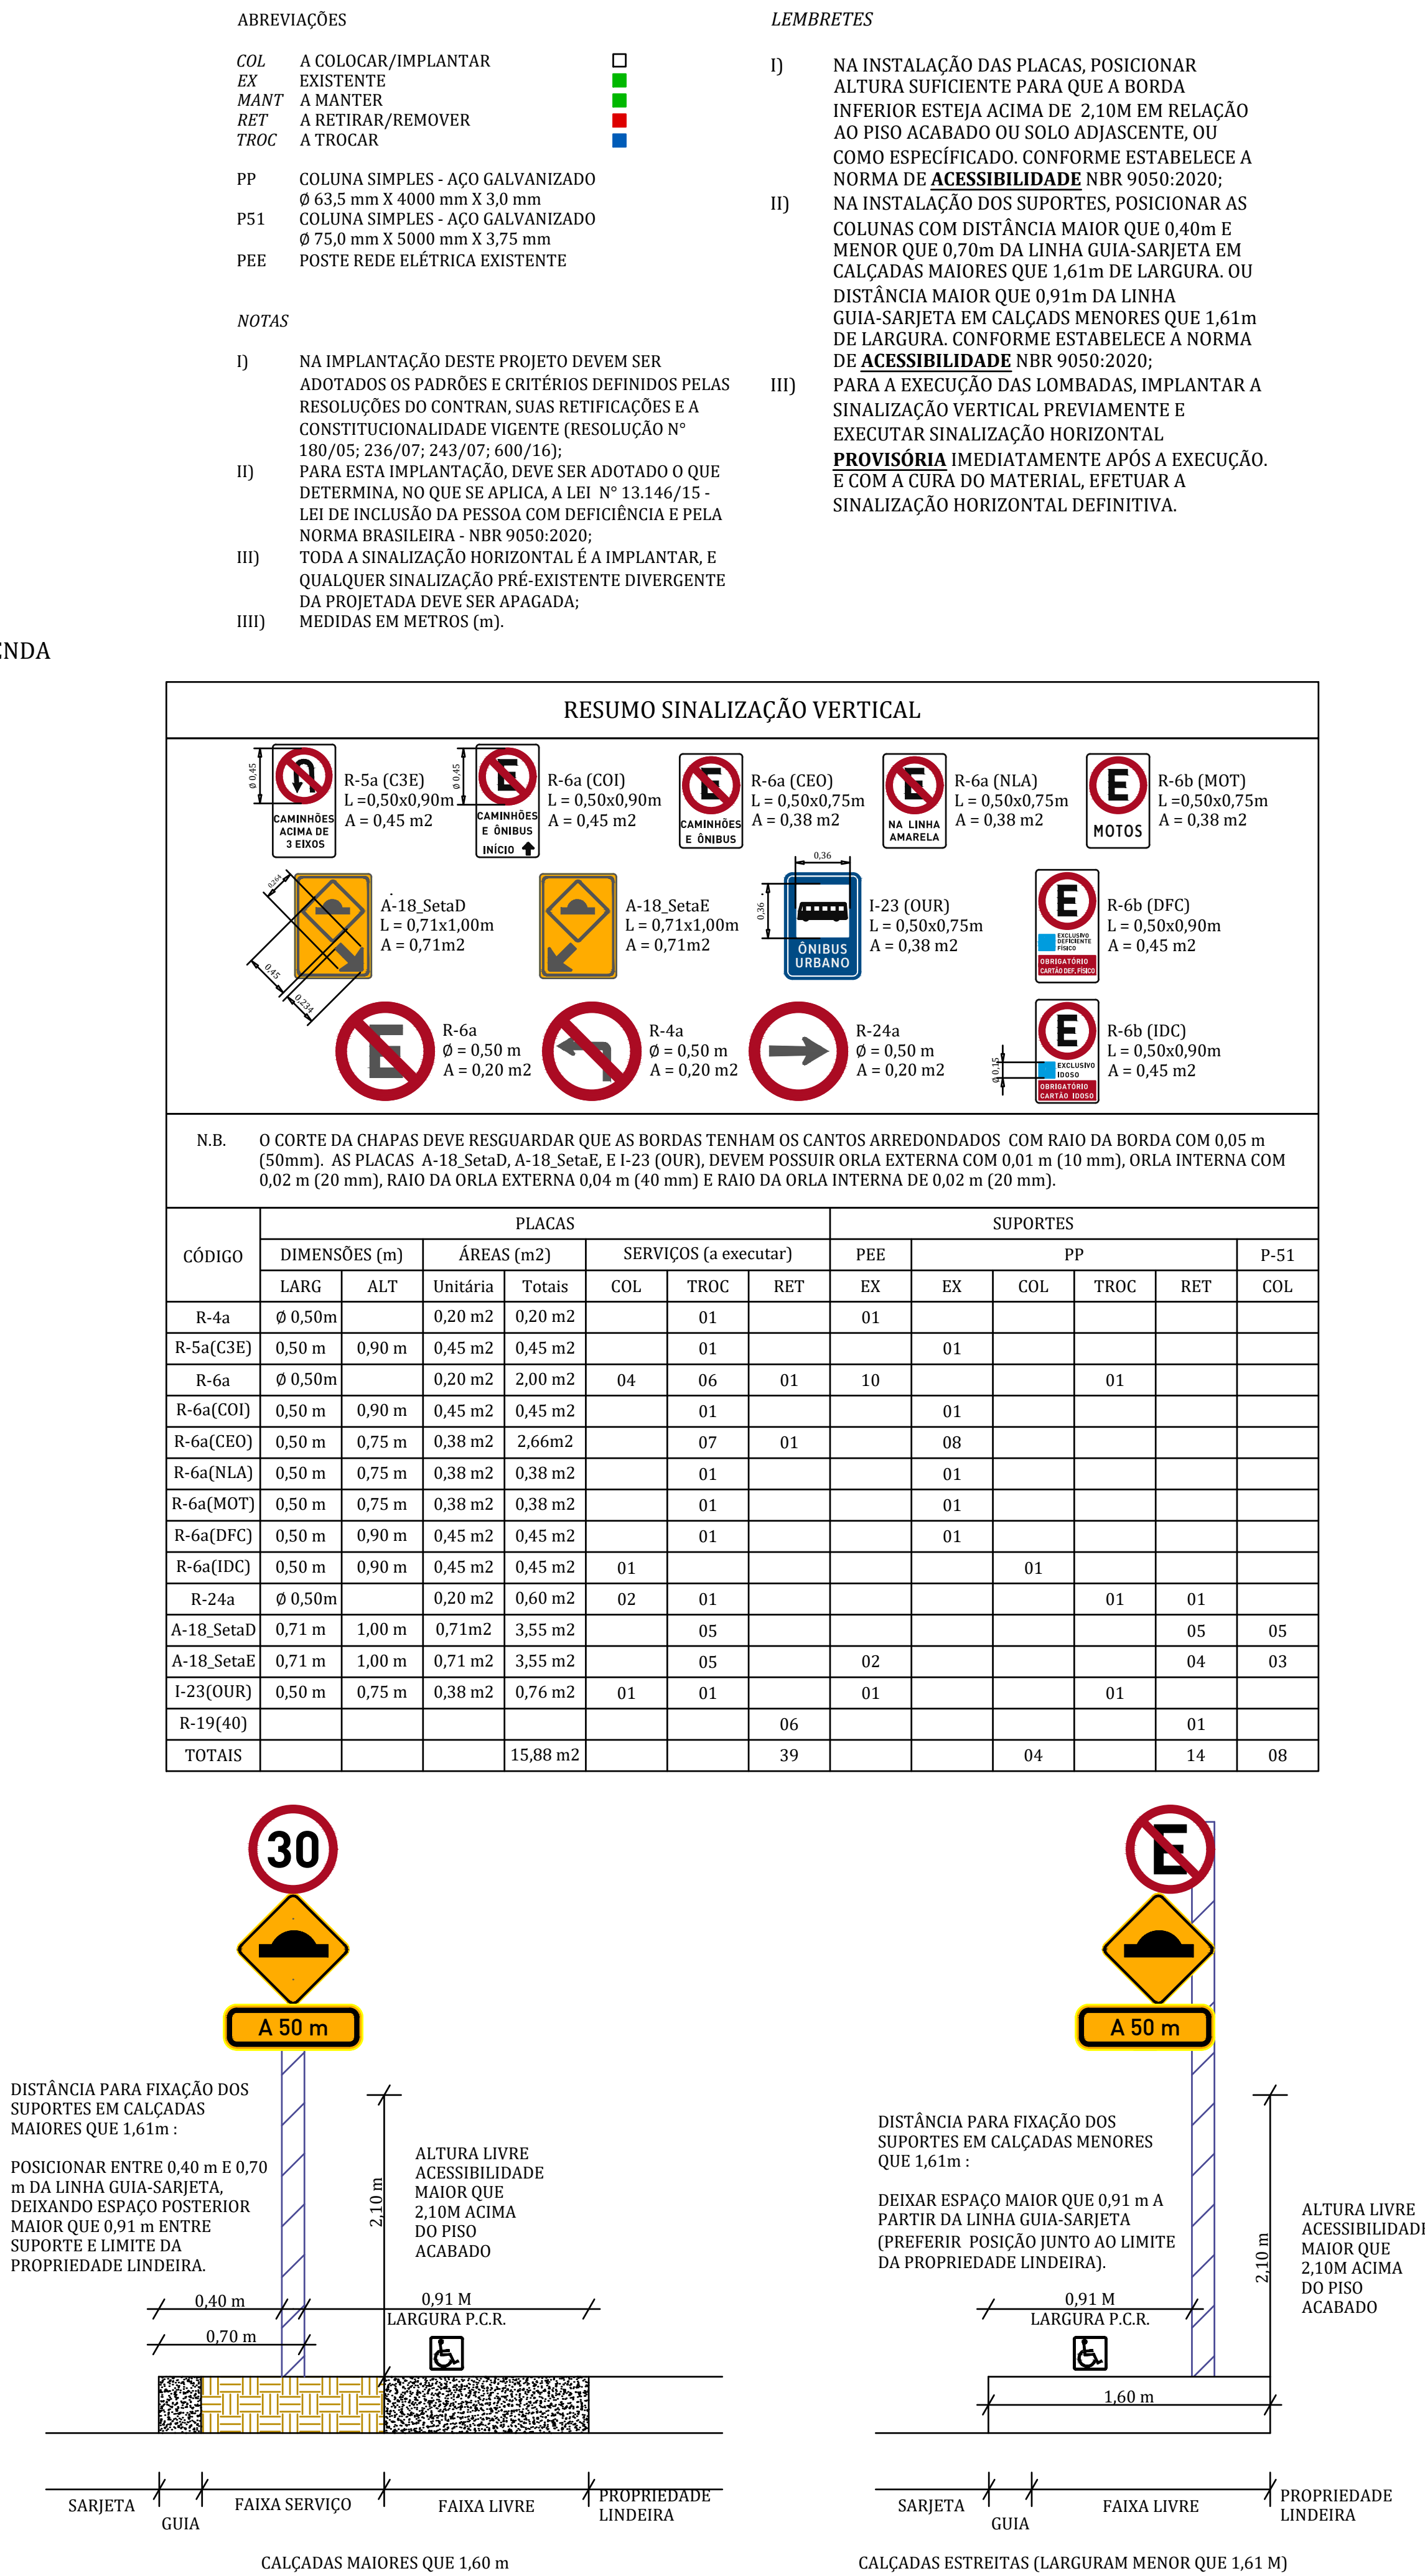 ABREVIAÇÕES
COL A COLOCAR/IMPLANTAR
EX EXISTENTE
MANT A MANTER
RET A RETIRAR/REMOVER
TROC A TROCAR
PP COLUNA SIMPLES - AÇO GALVANIZADO
Ø 63,5 mm X 4000 mm X 3,0 mm
P51 COLUNA SIMPLES - AÇO GALVANIZADO
Ø 75,0 mm X 5000 mm X 3,75 mm
PEE POSTE REDE ELÉTRICA EXISTENTE
NOTAS
I) NA IMPLANTAÇÃO DESTE PROJETO DEVEM SER
ADOTADOS OS PADRÕES E CRITÉRIOS DEFINIDOS PELAS
RESOLUÇÕES DO CONTRAN, SUAS RETIFICAÇÕES E A
CONSTITUCIONALIDADE VIGENTE (RESOLUÇÃO N°
180/05; 236/07; 243/07; 600/16);
II) PARA ESTA IMPLANTAÇÃO, DEVE SER ADOTADO O QUE
DETERMINA, NO QUE SE APLICA, A LEI N° 13.146/15 -
LEI DE INCLUSÃO DA PESSOA COM DEFICIÊNCIA E PELA
NORMA BRASILEIRA - NBR 9050:2020;
III) TODA A SINALIZAÇÃO HORIZONTAL É A IMPLANTAR, E
QUALQUER SINALIZAÇÃO PRÉ-EXISTENTE DIVERGENTE
DA PROJETADA DEVE SER APAGADA;
IIII) MEDIDAS EM METROS (m).
LEMBRETES
I) NA INSTALAÇÃO DAS PLACAS, POSICIONAR
ALTURA SUFICIENTE PARA QUE A BORDA
INFERIOR ESTEJA ACIMA DE 2,10M EM RELAÇÃO
AO PISO ACABADO OU SOLO ADJASCENTE, OU
COMO ESPECÍFICADO. CONFORME ESTABELECE A
NORMA DE ACESSIBILIDADE NBR 9050:2020;
II) NA INSTALAÇÃO DOS SUPORTES, POSICIONAR AS
COLUNAS COM DISTÂNCIA MAIOR QUE 0,40m E
MENOR QUE 0,70m DA LINHA GUIA-SARJETA EM
CALÇADAS MAIORES QUE 1,61m DE LARGURA. OU
DISTÂNCIA MAIOR QUE 0,91m DA LINHA
GUIA-SARJETA EM CALÇADS MENORES QUE 1,61m
DE LARGURA. CONFORME ESTABELECE A NORMA
DE ACESSIBILIDADE NBR 9050:2020;
III) PARA A EXECUÇÃO DAS LOMBADAS, IMPLANTAR A
SINALIZAÇÃO VERTICAL PREVIAMENTE E
EXECUTAR SINALIZAÇÃO HORIZONTAL
PROVISÓRIA IMEDIATAMENTE APÓS A EXECUÇÃO.
E COM A CURA DO MATERIAL, EFETUAR A
SINALIZAÇÃO HORIZONTAL DEFINITIVA.
ENDA
RESUMO SINALIZAÇÃO VERTICAL
Ø 0,45
CAMINHÕES
ACIMA DE
3 EIXOS
R-5a (C3E)
L =0,50x0,90m
A = 0,45 m2
Ø 0,45
E
CAMINHÕES
E ÔNIBUS
INÍCIO
R-6a (COI)
L =0,50x0,90m
A = 0,45 m2
E
CAMINHÕES
E ÔNIBUS
R-6a (CEO)
L = 0,50x0,75m
A = 0,38 m2
E
NA LINHA
AMARELA
R-6a (NLA)
L = 0,50x0,75m
A = 0,38 m2
E
MOTOS
R-6b (MOT)
L =0,50x0,75m
A = 0,38 m2
0,264
0,45
0,234
A-18_SetaD
L = 0,71x1,00m
A = 0,71m2
A-18_SetaE
L = 0,71x1,00m
A = 0,71m2
0,36
0,36
ÔNIBUS
URBANO
I-23 (OUR)
L = 0,50x0,75m
A = 0,38 m2
E
EXCLUSIVO
DEFICIENTE
FÍSICO
OBRIGATÓRIO
CARTÃO DEF. FÍSICO
R-6b (DFC)
L = 0,50x0,90m
A = 0,45 m2
E
R-6a
Ø = 0,50 m
A = 0,20 m2
R-4a
Ø = 0,50 m
A = 0,20 m2
R-24a
Ø = 0,50 m
A = 0,20 m2
Ø 0,15
E
EXCLUSIVO
IDOSO
OBRIGATÓRIO
CARTÃO IDOSO
R-6b (IDC)
L = 0,50x0,90m
A = 0,45 m2
N.B. O CORTE DA CHAPAS DEVE RESGUARDAR QUE AS BORDAS TENHAM OS CANTOS ARREDONDADOS COM RAIO DA BORDA COM 0,05 m
(50mm). AS PLACAS A-18_SetaD, A-18_SetaE, E I-23 (OUR), DEVEM POSSUIR ORLA EXTERNA COM 0,01 m (10 mm), ORLA INTERNA COM
0,02 m (20 mm), RAIO DA ORLA EXTERNA 0,04 m (40 mm) E RAIO DA ORLA INTERNA DE 0,02 m (20 mm).
PLACAS SUPORTES
CÓDIGO DIMENSÕES (m) ÁREAS (m2) SERVIÇOS (a executar) PEE PP P-51
LARG ALT Unitária Totais COL TROC RET EX EX COL TROC RET COL
R-4a Ø 0,50m 0,20 m2 0,20 m2 01 01
R-5a(C3E) 0,50 m 0,90 m 0,45 m2 0,45 m2 01 01
R-6a Ø 0,50m 0,20 m2 2,00 m2 04 06 01 10 01
R-6a(COI) 0,50 m 0,90 m 0,45 m2 0,45 m2 01 01
R-6a(CEO) 0,50 m 0,75 m 0,38 m2 2,66m2 07 01 08
R-6a(NLA) 0,50 m 0,75 m 0,38 m2 0,38 m2 01 01
R-6a(MOT) 0,50 m 0,75 m 0,38 m2 0,38 m2 01 01
R-6a(DFC) 0,50 m 0,90 m 0,45 m2 0,45 m2 01 01
R-6a(IDC) 0,50 m 0,90 m 0,45 m2 0,45 m2 01 01
R-24a Ø 0,50m 0,20 m2 0,60 m2 02 01 01 01
A-18_SetaD 0,71 m 1,00 m 0,71m2 3,55 m2 05 05 05
A-18_SetaE 0,71 m 1,00 m 0,71 m2 3,55 m2 05 02 04 03
I-23(OUR) 0,50 m 0,75 m 0,38 m2 0,76 m2 01 01 01 01
R-19(40) 06 01
TOTAIS 15,88 m2 39 04 14 08
30
A 50 m
DISTÂNCIA PARA FIXAÇÃO DOS
SUPORTES EM CALÇADAS
MAIORES QUE 1,61m :
POSICIONAR ENTRE 0,40 m E 0,70
m DA LINHA GUIA-SARJETA,
DEIXANDO ESPAÇO POSTERIOR
MAIOR QUE 0,91 m ENTRE
SUPORTE E LIMITE DA
PROPRIEDADE LINDEIRA.
2,10 m
ALTURA LIVRE
ACESSIBILIDADE
MAIOR QUE
2,10M ACIMA
DO PISO
ACABADO
0,40 m
0,70 m
0,91 M
LARGURA P.C.R.
SARJETA
GUIA
FAIXA SERVIÇO
FAIXA LIVRE
PROPRIEDADE
LINDEIRA
CALÇADAS MAIORES QUE 1,60 m
E
A 50 m
DISTÂNCIA PARA FIXAÇÃO DOS
SUPORTES EM CALÇADAS MENORES
QUE 1,61m :
DEIXAR ESPAÇO MAIOR QUE 0,91 m A
PARTIR DA LINHA GUIA-SARJETA
(PREFERIR POSIÇÃO JUNTO AO LIMITE
DA PROPRIEDADE LINDEIRA).
2,10 m
ALTURA LIVRE
ACESSIBILIDADE
MAIOR QUE
2,10M ACIMA
DO PISO
ACABADO
0,91 M
LARGURA P.C.R.
1,60 m
SARJETA
GUIA
FAIXA LIVRE
PROPRIEDADE
LINDEIRA
CALÇADAS ESTREITAS (LARGURAM MENOR QUE 1,61 M)